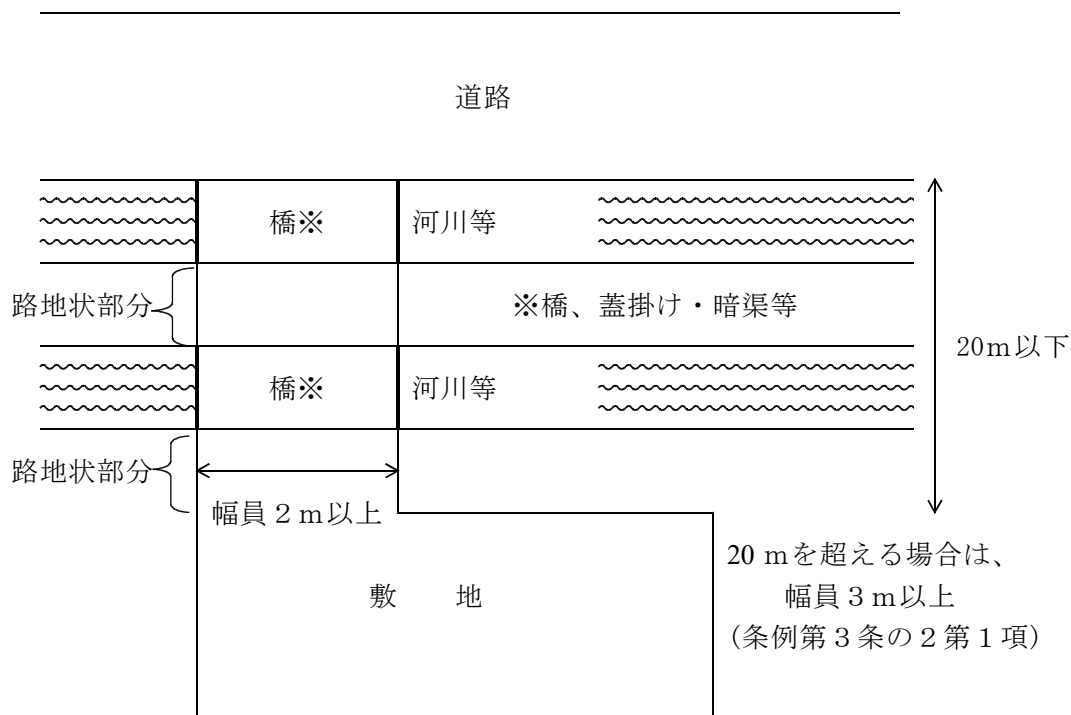 道路
橋※
河川等
路地状部分
※橋、蓋掛け・暗渠等
20m以下
橋※
河川等
路地状部分
幅員2m以上
20 mを超える場合は、
幅員3m以上
(条例第3条の2第1項)
敷 地